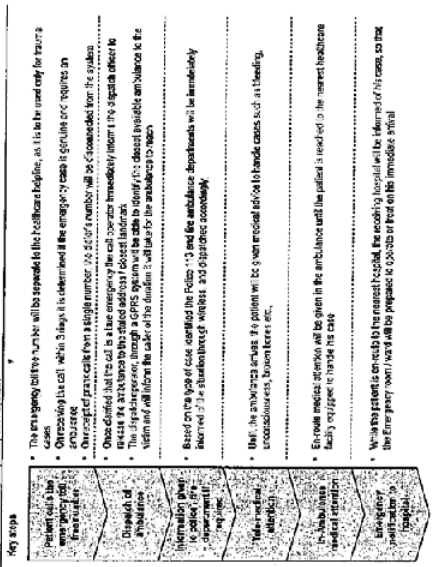 Key steps
Patient calls the
emergency toll
free number
• The emergency toll free number will be separate to the healthcare helpline, as it is to be used only for trauma
cases
• On receiving the call, within 3 rings it is determined if the emergency case is genuine and requires an
ambulance
• On receipt of prank calls from a single number, the dialor's number will be disconnected from the system
Dispatch of
ambulance
• Once clarified that the call is a true emergency the call operator immediately informs the dispatch officer to
release the ambulance to the stated address / closest landmark
• The dispatch operator, through a GPRS system will be able to identify the closest available ambulance to the
victim and will inform the caller of the duration it will take for the ambulance to reach
Information given
to police, fire
department if
required
• Based on the type of case identified the Police 113 and fire ambulance departments will be immediately
informed of the situation through wireless, and dispatched accordingly.
Tele-medical
attention
• Until, the ambulance arrives, the patient will be given medical advice to handle cases such as bleeding,
unconsciousness, broken bones etc.,
In-Ambulance
medical attention
• En-route medical attention will be given in the ambulance until the patient is reached to the nearest healthcare
facility equipped to handle his case
Emergency
notification to
hospital
• While the patient is en-route to the nearest hospital, the receiving hospital will be informed of his case, so that
the Emergency room / ward will be prepared to operate or treat on his immediate arrival